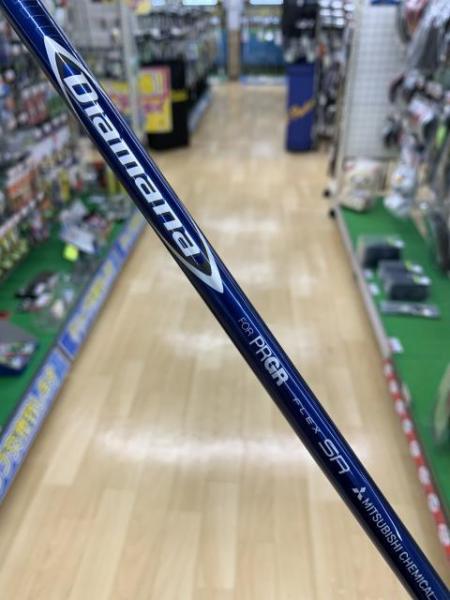 Diamana
FOR PRGR
FLEX SR
MITSUBISHI CHEMICAL